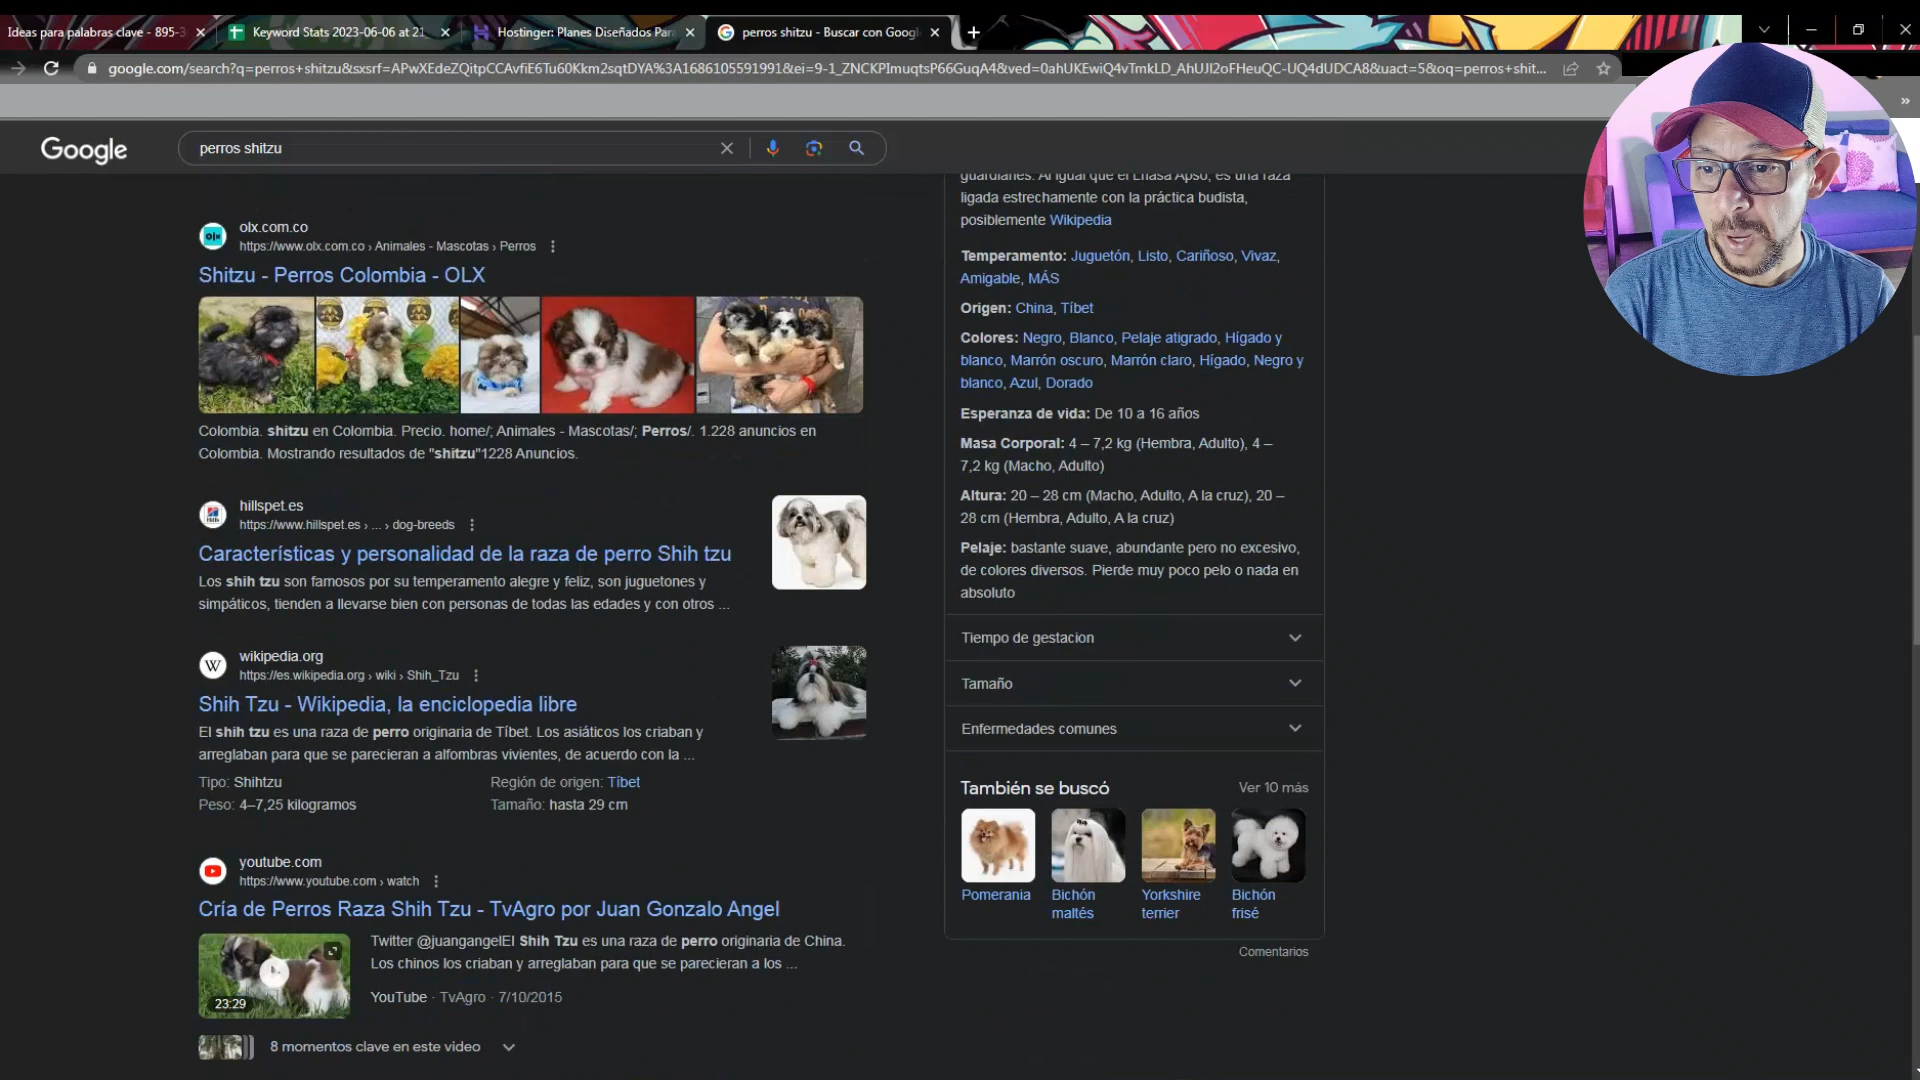 Ideas para palabras clave - 895-3
Keyword Stats 2023-06-06 at 21
Hostinger: Planes Diseñados Par
perros shitzu - Buscar con Googl
google.com/search?q=perros+shitzu&sxsrf=APwXEdeZQitpCCAvfiE6Tu60Kkm2sqtDYA%3A1686105591991&ei=9-1_ZNCKPImuqtsP66GuqA4&ved=0ahUKEwiQ4vTmkLD_AhUJl2oFHeuQC-UQ4dUDCA8&uact=5&oq=perros+shit...
»
Google
perros shitzu
olx.com.co
https://www.olx.com.co › Animales - Mascotas › Perros
Shitzu - Perros Colombia - OLX
Colombia. shitzu en Colombia. Precio. home/; Animales - Mascotas/; Perros/. 1.228 anuncios en
Colombia. Mostrando resultados de "shitzu"1228 Anuncios.
hillspet.es
https://www.hillspet.es › ... › dog-breeds
Características y personalidad de la raza de perro Shih tzu
Los shih tzu son famosos por su temperamento alegre y feliz, son juguetones y
simpáticos, tienden a llevarse bien con personas de todas las edades y con otros ...
wikipedia.org
https://es.wikipedia.org › wiki › Shih_Tzu
Shih Tzu - Wikipedia, la enciclopedia libre
El shih tzu es una raza de perro originaria de Tíbet. Los asiáticos los criaban y
arreglaban para que se parecieran a alfombras vivientes, de acuerdo con la ...
Tipo: Shihtzu
Región de origen: Tíbet
Peso: 4–7,25 kilogramos
Tamaño: hasta 29 cm
youtube.com
https://www.youtube.com › watch
Cría de Perros Raza Shih Tzu - TvAgro por Juan Gonzalo Angel
Twitter @juangangelEl Shih Tzu es una raza de perro originaria de China.
Los chinos los criaban y arreglaban para que se parecieran a los ...
23:29
YouTube · TvAgro · 7/10/2015
8 momentos clave en este video
guardianes. Al igual que el Lhasa Apso, es una raza
ligada estrechamente con la práctica budista,
posiblemente Wikipedia
Temperamento: Juguetón, Listo, Cariñoso, Vivaz,
Amigable, MÁS
Origen: China, Tíbet
Colores: Negro, Blanco, Pelaje atigrado, Hígado y
blanco, Marrón oscuro, Marrón claro, Hígado, Negro y
blanco, Azul, Dorado
Esperanza de vida: De 10 a 16 años
Masa Corporal: 4 – 7,2 kg (Hembra, Adulto), 4 –
7,2 kg (Macho, Adulto)
Altura: 20 – 28 cm (Macho, Adulto, A la cruz), 20 –
28 cm (Hembra, Adulto, A la cruz)
Pelaje: bastante suave, abundante pero no excesivo,
de colores diversos. Pierde muy poco pelo o nada en
absoluto
Tiempo de gestacion
Tamaño
Enfermedades comunes
También se buscó
Ver 10 más
Pomerania
Bichón
maltés
Yorkshire
terrier
Bichón
frisé
Comentarios